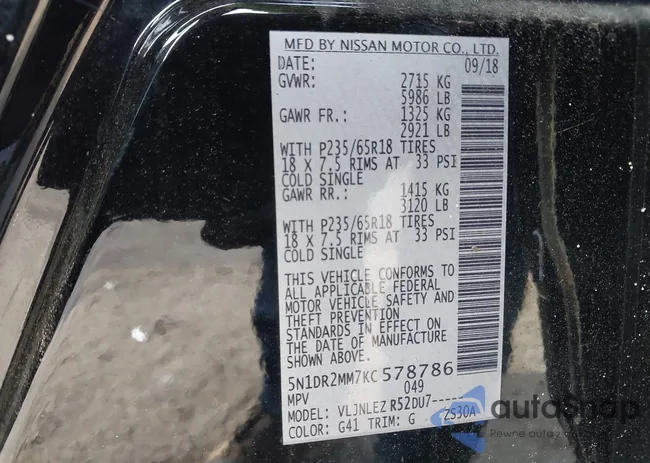 MFD BY NISSAN MOTOR CO., LTD.
DATE: 09/18
GVWR: 2715 KG
5986 LB
GAWR FR.: 1325 KG
2921 LB
WITH P235/65R18 TIRES
18 X 7.5 RIMS AT 33 PSI
COLD SINGLE
GAWR RR.: 1415 KG
3120 LB
WITH P235/65R18 TIRES
18 X 7.5 RIMS AT 33 PSI
COLD SINGLE
THIS VEHICLE CONFORMS TO
ALL APPLICABLE FEDERAL
MOTOR VEHICLE SAFETY AND
THEFT PREVENTION
STANDARDS IN EFFECT ON
THE DATE OF MANUFACTURE
SHOWN ABOVE.
5N1DR2MM7KC578786
MPV 049
MODEL: VLJNLEZ R52DU7-----
COLOR: G41 TRIM: G ZS30A
autoShop
Pewne auta z